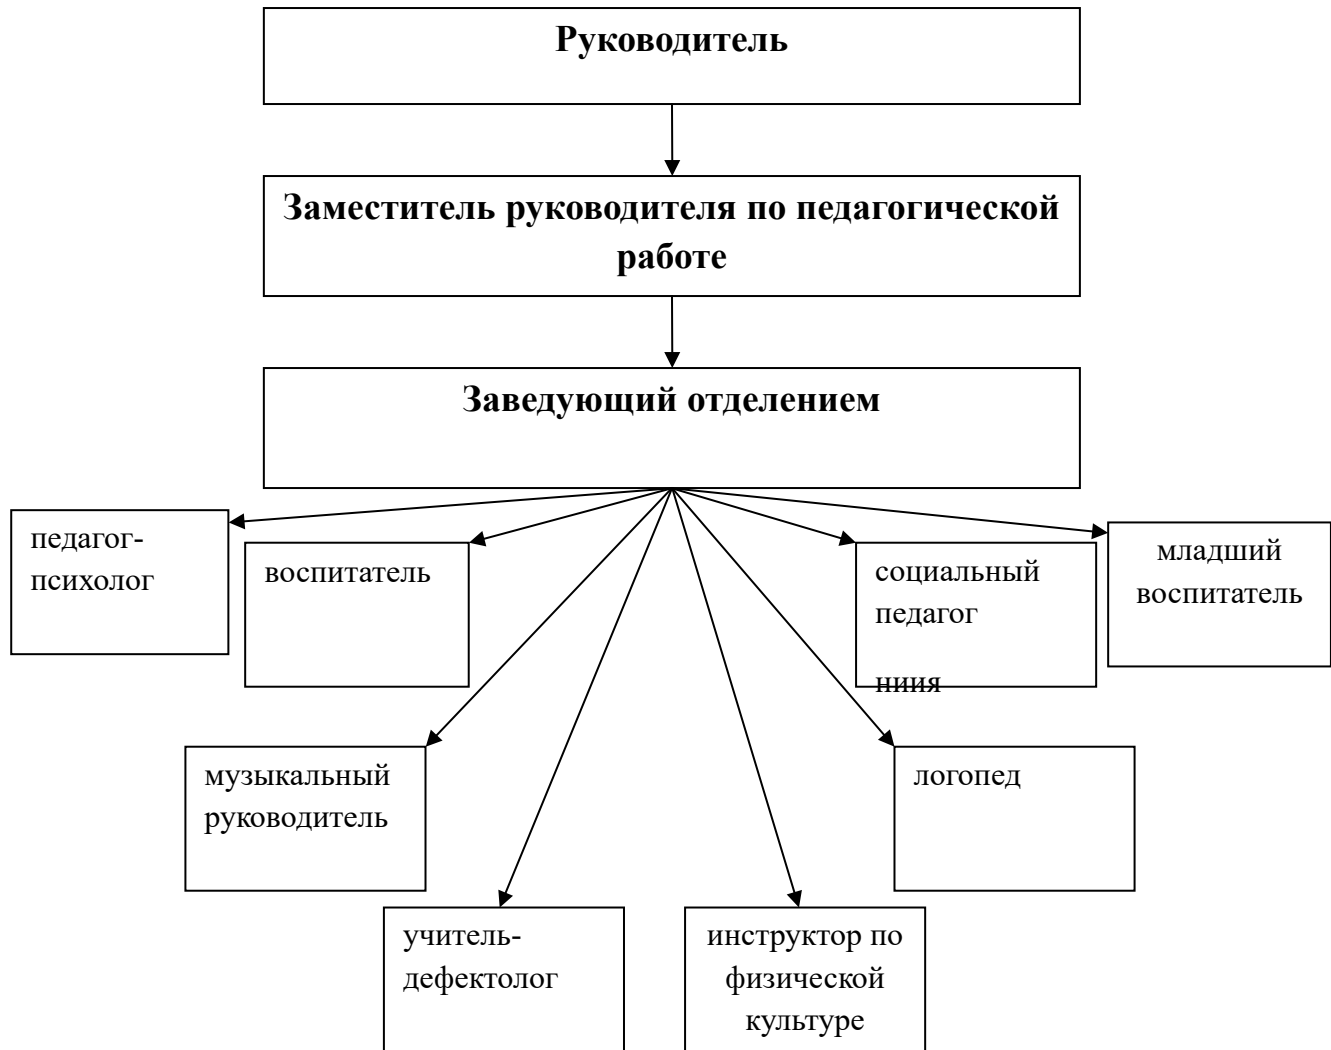 Руководитель
Заместитель руководителя по педагогической
работе
Заведующий отделением
педагог-
психолог
воспитатель
социальный
педагог
ниия
младший
воспитатель
музыкальный
руководитель
логопед
учитель-
дефектолог
инструктор по
физической
культуре